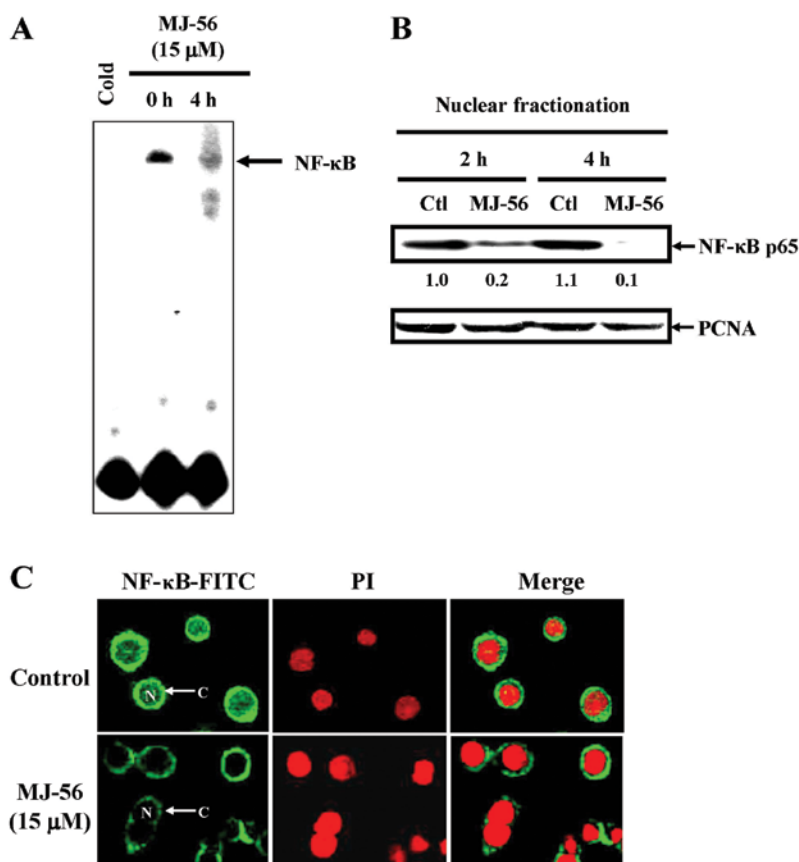 A
MJ-56
(15 μM)
Cold
0 h 4 h
NF-κB
B
Nuclear fractionation
2 h 4 h
Ctl MJ-56 Ctl MJ-56
NF-κB p65
1.0 0.2 1.1 0.1
PCNA
C
NF-κB-FITC PI Merge
Control
N C
MJ-56
(15 μM)
N C